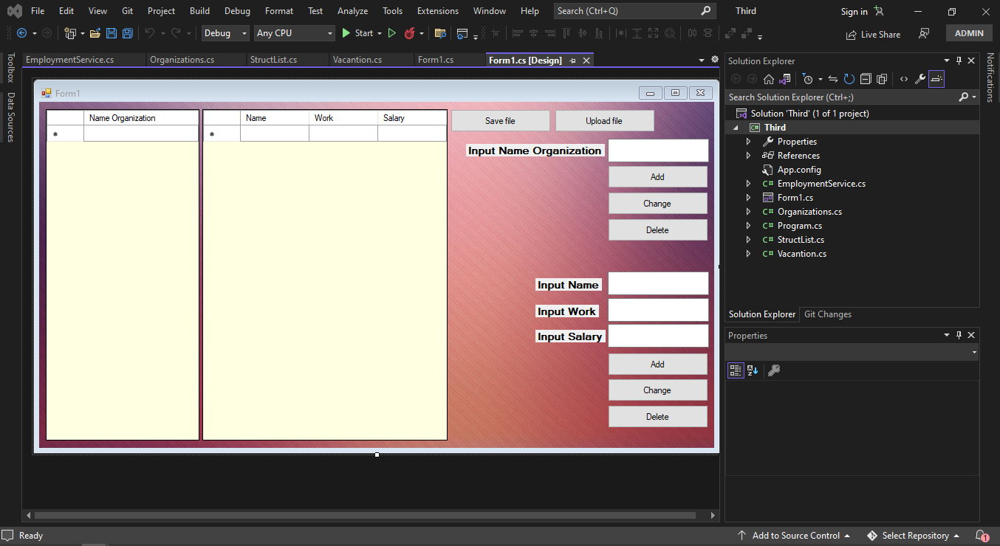 File Edit View Git Project Build Debug Format Test Analyze Tools Extensions Window Help Search (Ctrl+Q) Third Sign in
Debug Any CPU Start Live Share ADMIN
Toolbox
Data Sources
EmploymentService.cs Organizations.cs StructList.cs Vacantion.cs Form1.cs Form1.cs [Design]
Form1
Name Organization
Name Work Salary
Save file Upload file
Input Name Organization
Add
Change
Delete
Input Name
Input Work
Input Salary
Add
Change
Delete
Solution Explorer
Search Solution Explorer (Ctrl+;)
Solution 'Third' (1 of 1 project)
C# Third
Properties
References
App.config
C# EmploymentService.cs
Form1.cs
C# Organizations.cs
C# Program.cs
C# StructList.cs
C# Vacantion.cs
Solution Explorer Git Changes
Properties
Notifications
Ready Add to Source Control Select Repository 1